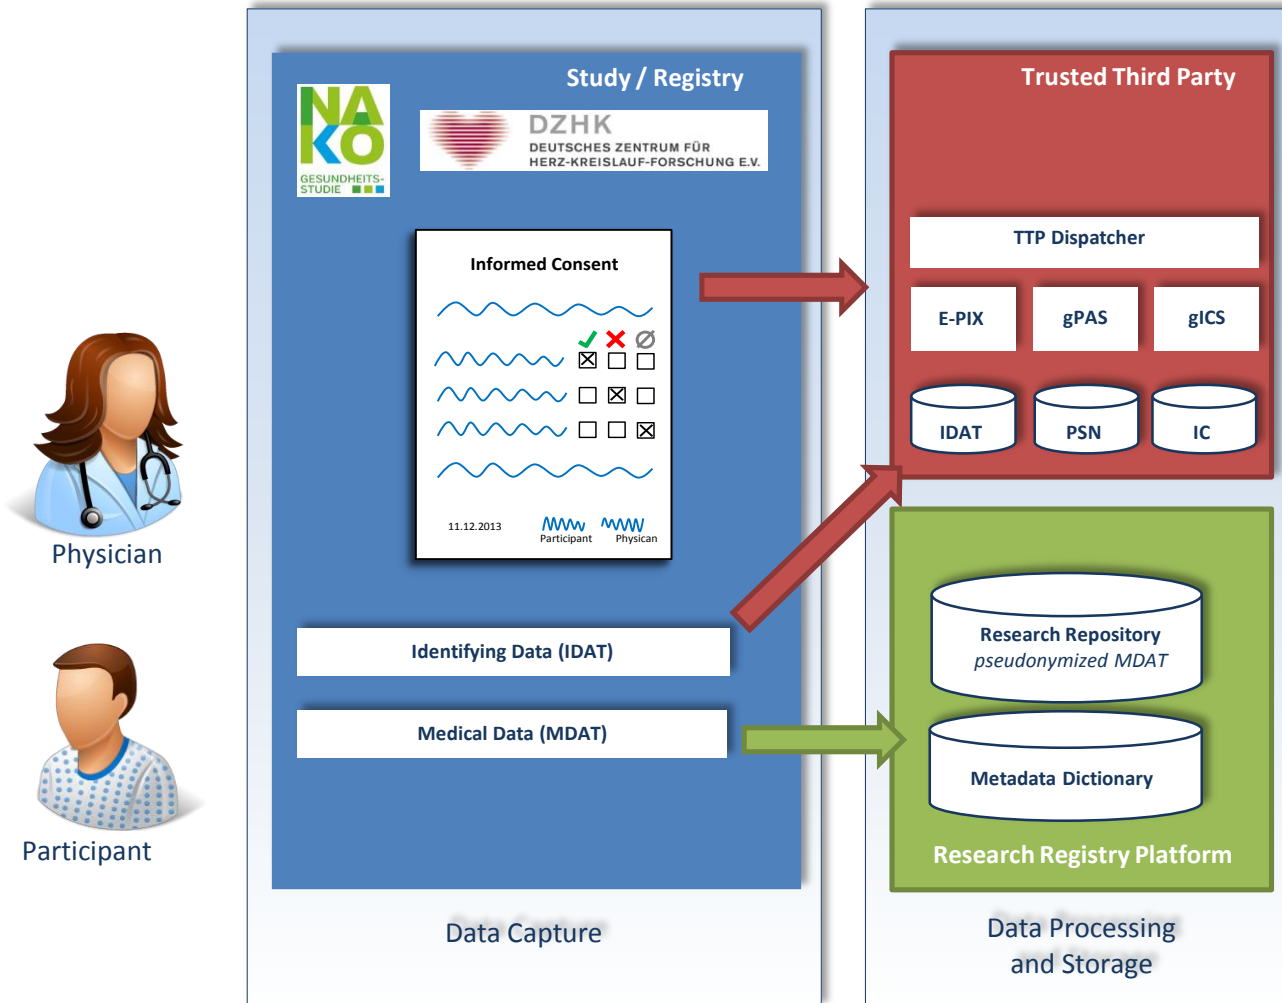 Study / Registry
NA
KO
GESUNDHEITS-
STUDIE
DZHK
DEUTSCHES ZENTRUM FÜR
HERZ-KREISLAUF-FORSCHUNG E.V.
Informed Consent
11.12.2013
Participant
Physican
Identifying Data (IDAT)
Medical Data (MDAT)
Data Capture
Physician
Participant
Trusted Third Party
TTP Dispatcher
E-PIX
gPAS
gICS
IDAT
PSN
IC
Research Repository
pseudonymized MDAT
Metadata Dictionary
Research Registry Platform
Data Processing
and Storage